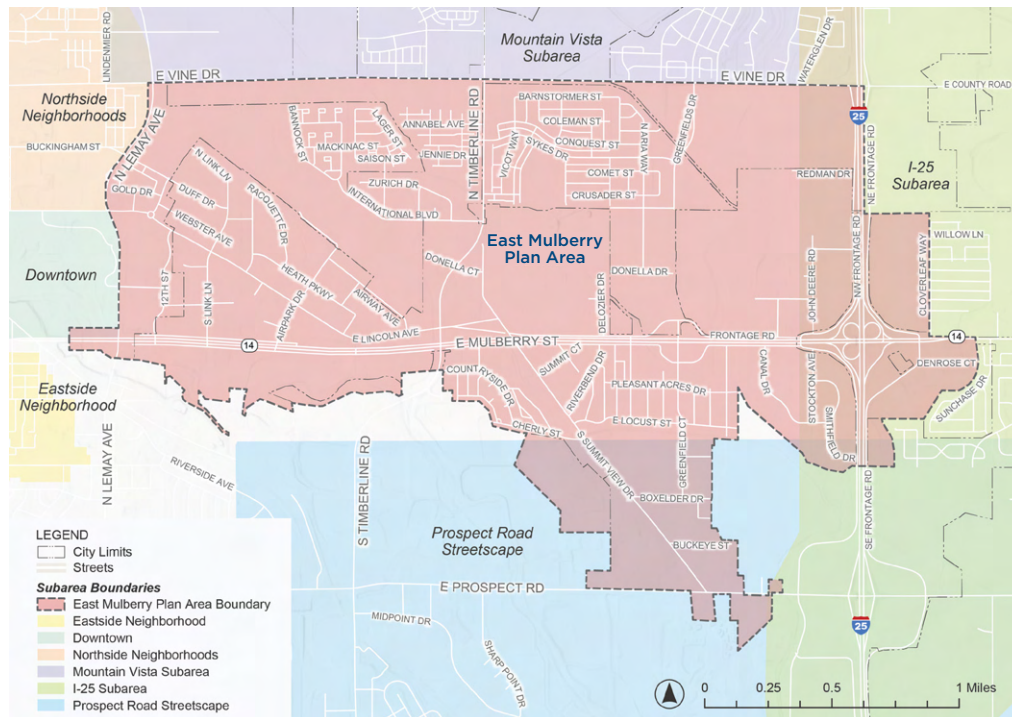 LINDENMIER RD
Mountain Vista
Subarea
WATERGLEN DR
E VINE DR
E VINE DR
E COUNTY ROAD
Northside
Neighborhoods
BUCKINGHAM ST
N LEMAY AVE
BANNOCK ST
LAGER ST
ANNABEL AVE
MACKINAC ST
SAISON ST
VENNIE DR
ZURICH DR
INTERNATIONAL BLVD
N TIMBERLINE RD
BARNSTORMER ST
COLEMAN ST
CONQUEST ST
SYKES DR
VICOT WAY
COMET ST
CRUSADER ST
N ARIA WAY
GREENFIELDS DR
25
NE FRONTAGE RD
I-25
Subarea
REDMAN DR
N LINK LN
GOLD DR
DUFF DR
RACQUETTE DR
WEBSTER AVE
East Mulberry
Plan Area
NW FRONTAGE RD
WILLOW LN
CLOVERLEAF WAY
JOHN DEERE RD
Downtown
12TH ST
S LINK LN
HEATH PKWY
AIRPARK DR
AIRWAY AVE
DONELLA CT
DONELLA DR
DELOZIER DR
E LINCOLN AVE
FRONTAGE RD
14
E MULBERRY ST
14
SUMMIT CT
COUNTRYSIDE DR
RIVERBEND DR
PLEASANT ACRES DR
CANAL DR
STOCKTON AVE
DENROSE CT
SUNCHASE DR
Eastside
Neighborhood
CHERLY ST
E LOCUST ST
SMITHFIELD DR
N LEMAY AVE
RIVERSIDE AVE
S TIMBERLINE RD
S SUMMIT VIEW DR
GREENFIELD CT
BOXELDER DR
SE FRONTAGE RD
Prospect Road
Streetscape
BUCKEYE ST
E PROSPECT RD
MIDPOINT DR
SHARP POINT DR
25
LEGEND
City Limits
Streets
Subarea Boundaries
East Mulberry Plan Area Boundary
Eastside Neighborhood
Downtown
Northside Neighborhoods
Mountain Vista Subarea
I-25 Subarea
Prospect Road Streetscape
0 0.25 0.5 1 Miles